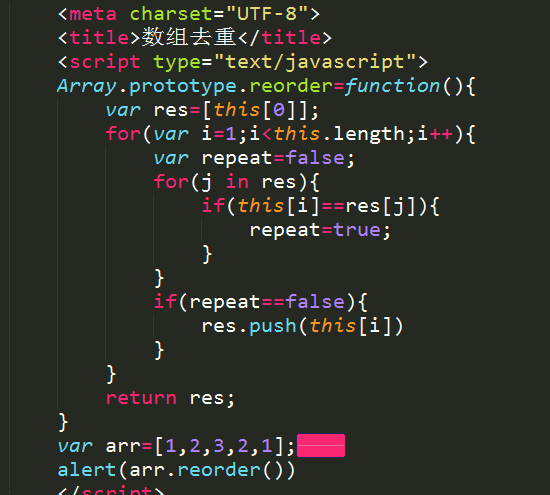 <meta charset="UTF-8">
<title>数组去重</title>
<script type="text/javascript">
Array.prototype.reorder=function(){
var res=[this[0]];
for(var i=1;i<this.length;i++){
var repeat=false;
for(j in res){
if(this[i]==res[j]){
repeat=true;
}
}
if(repeat==false){
res.push(this[i])
}
}
return res;
}
var arr=[1,2,3,2,1];
alert(arr.reorder())
</script>